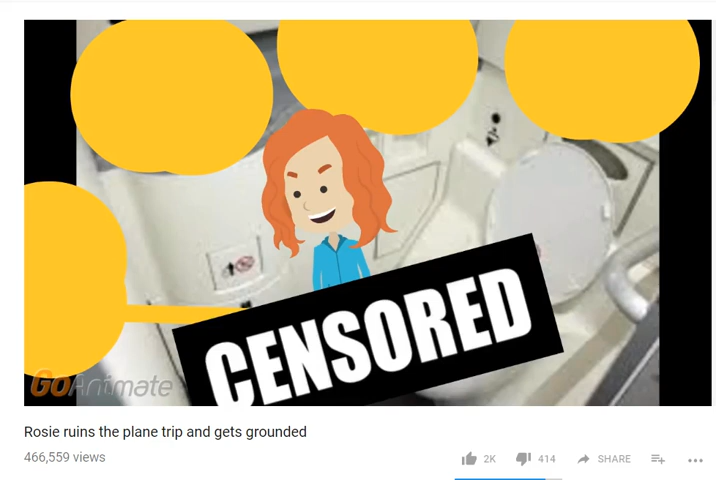 CENSORED
GoAnimate
Rosie ruins the plane trip and gets grounded
466,559 views
2K
414
SHARE